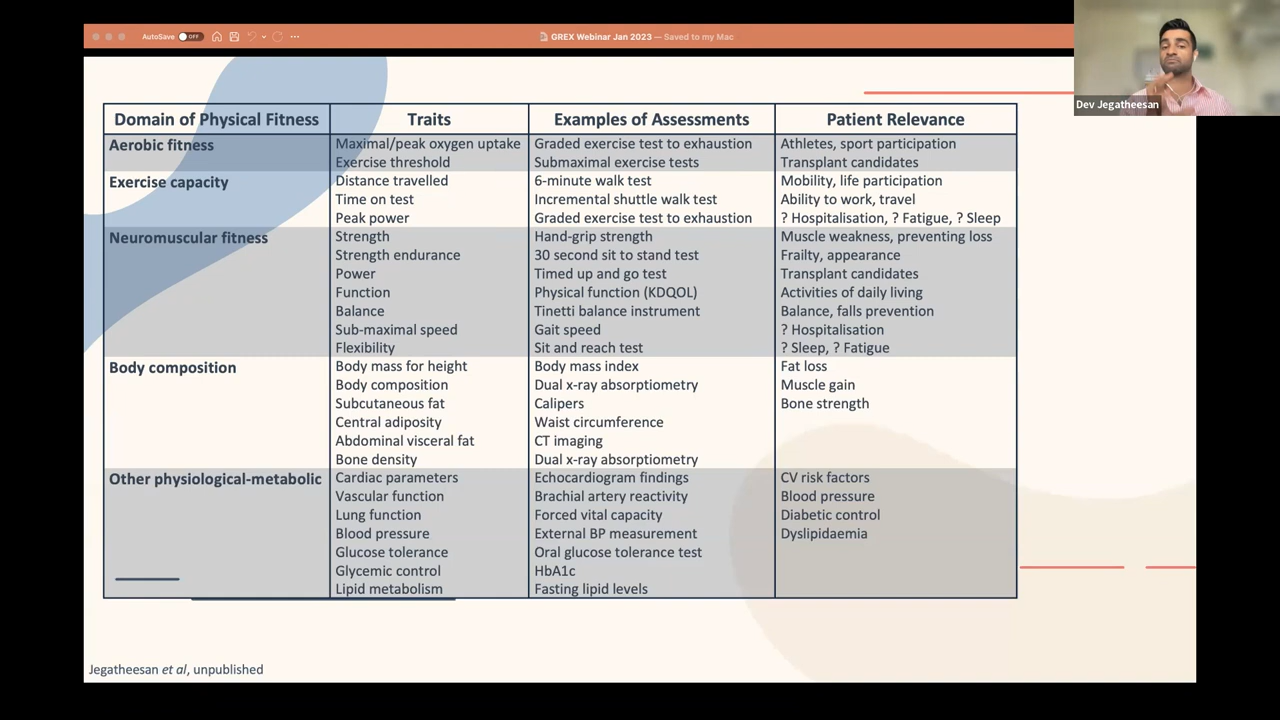 AutoSave OFF
GREX Webinar Jan 2023 — Saved to my Mac
Dev Jegatheesan
Domain of Physical Fitness Traits Examples of Assessments Patient Relevance
Aerobic fitness Maximal/peak oxygen uptake Graded exercise test to exhaustion Athletes, sport participation
Exercise threshold Submaximal exercise tests Transplant candidates
Exercise capacity Distance travelled 6-minute walk test Mobility, life participation
Time on test Incremental shuttle walk test Ability to work, travel
Peak power Graded exercise test to exhaustion ? Hospitalisation, ? Fatigue, ? Sleep
Neuromuscular fitness Strength Hand-grip strength Muscle weakness, preventing loss
Strength endurance 30 second sit to stand test Frailty, appearance
Power Timed up and go test Transplant candidates
Function Physical function (KDQOL) Activities of daily living
Balance Tinetti balance instrument Balance, falls prevention
Sub-maximal speed Gait speed ? Hospitalisation
Flexibility Sit and reach test ? Sleep, ? Fatigue
Body composition Body mass for height Body mass index Fat loss
Body composition Dual x-ray absorptiometry Muscle gain
Subcutaneous fat Calipers Bone strength
Central adiposity Waist circumference
Abdominal visceral fat CT imaging
Bone density Dual x-ray absorptiometry
Other physiological-metabolic Cardiac parameters Echocardiogram findings CV risk factors
Vascular function Brachial artery reactivity Blood pressure
Lung function Forced vital capacity Diabetic control
Blood pressure External BP measurement Dyslipidaemia
Glucose tolerance Oral glucose tolerance test
Glycemic control HbA1c
Lipid metabolism Fasting lipid levels
Jegatheesan et al, unpublished